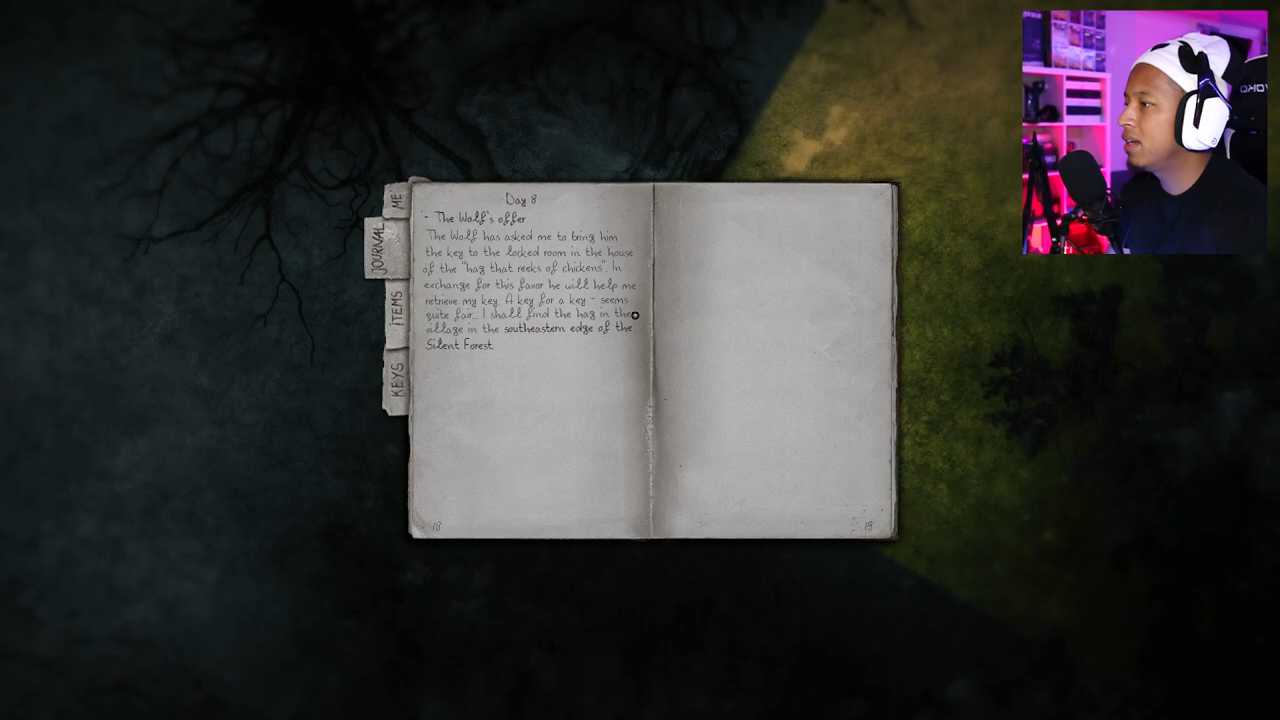 ME
JOURNAL
ITEMS
KEYS
Day 8
- The Wolf's offer
The Wolf has asked me to bring him
the key to the locked room in the house
of the "hag that reeks of chickens". In
exchange for this favor he will help me
retrieve my key. A key for a key - seems
quite fair... I shall find the hag in the
village in the southeastern edge of the
Silent Forest.
18
19